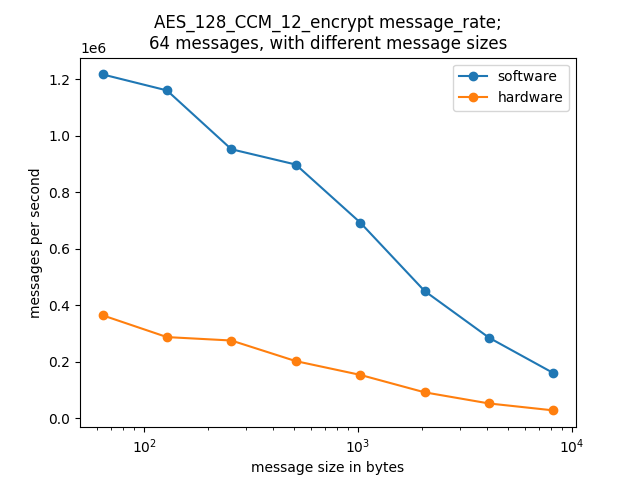 AES_128_CCM_12_encrypt message_rate;
64 messages, with different message sizes
1e6
software
hardware
1.2
1.0
0.8
0.6
0.4
0.2
0.0
messages per second
10²
10³
10⁴
message size in bytes